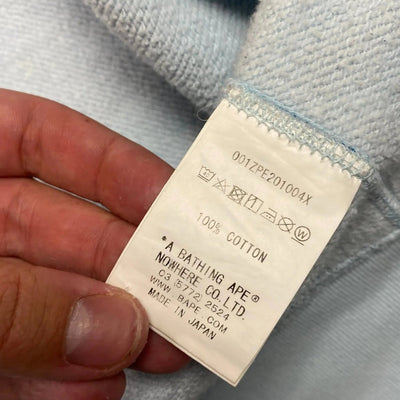 001ZPE201004X
100% COTTON
* A BATHING APE®
NOWHERE CO.LTD.
03 (5772) 2524
WWW.BAPE.COM
MADE IN JAPAN